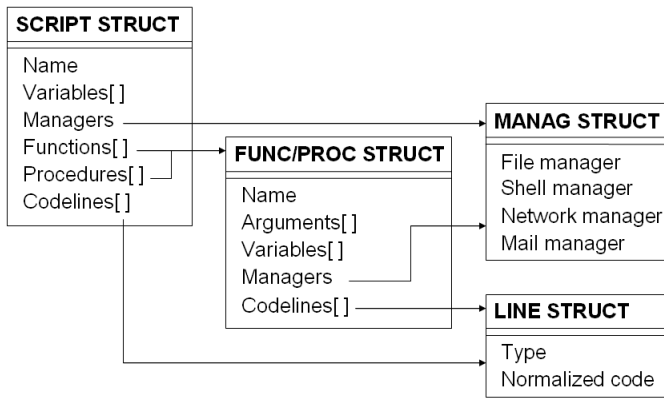 SCRIPT STRUCT
Name
Variables[ ]
Managers
Functions[ ]
Procedures[ ]
Codelines[ ]
FUNC/PROC STRUCT
Name
Arguments[ ]
Variables[ ]
Managers
Codelines[ ]
MANAG STRUCT
File manager
Shell manager
Network manager
Mail manager
LINE STRUCT
Type
Normalized code